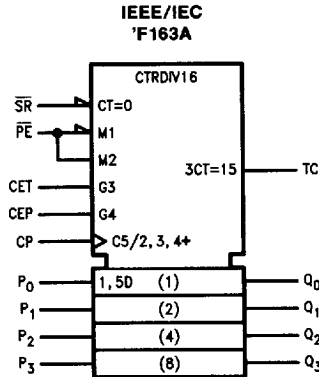 IEEE/IEC
'F163A
CTRDIV16
SR CT=0
PE M1
M2
3CT=15 TC
CET G3
CEP G4
CP C5/2, 3, 4+
P0 1, 5D (1) Q0
P1 (2) Q1
P2 (4) Q2
P3 (8) Q3